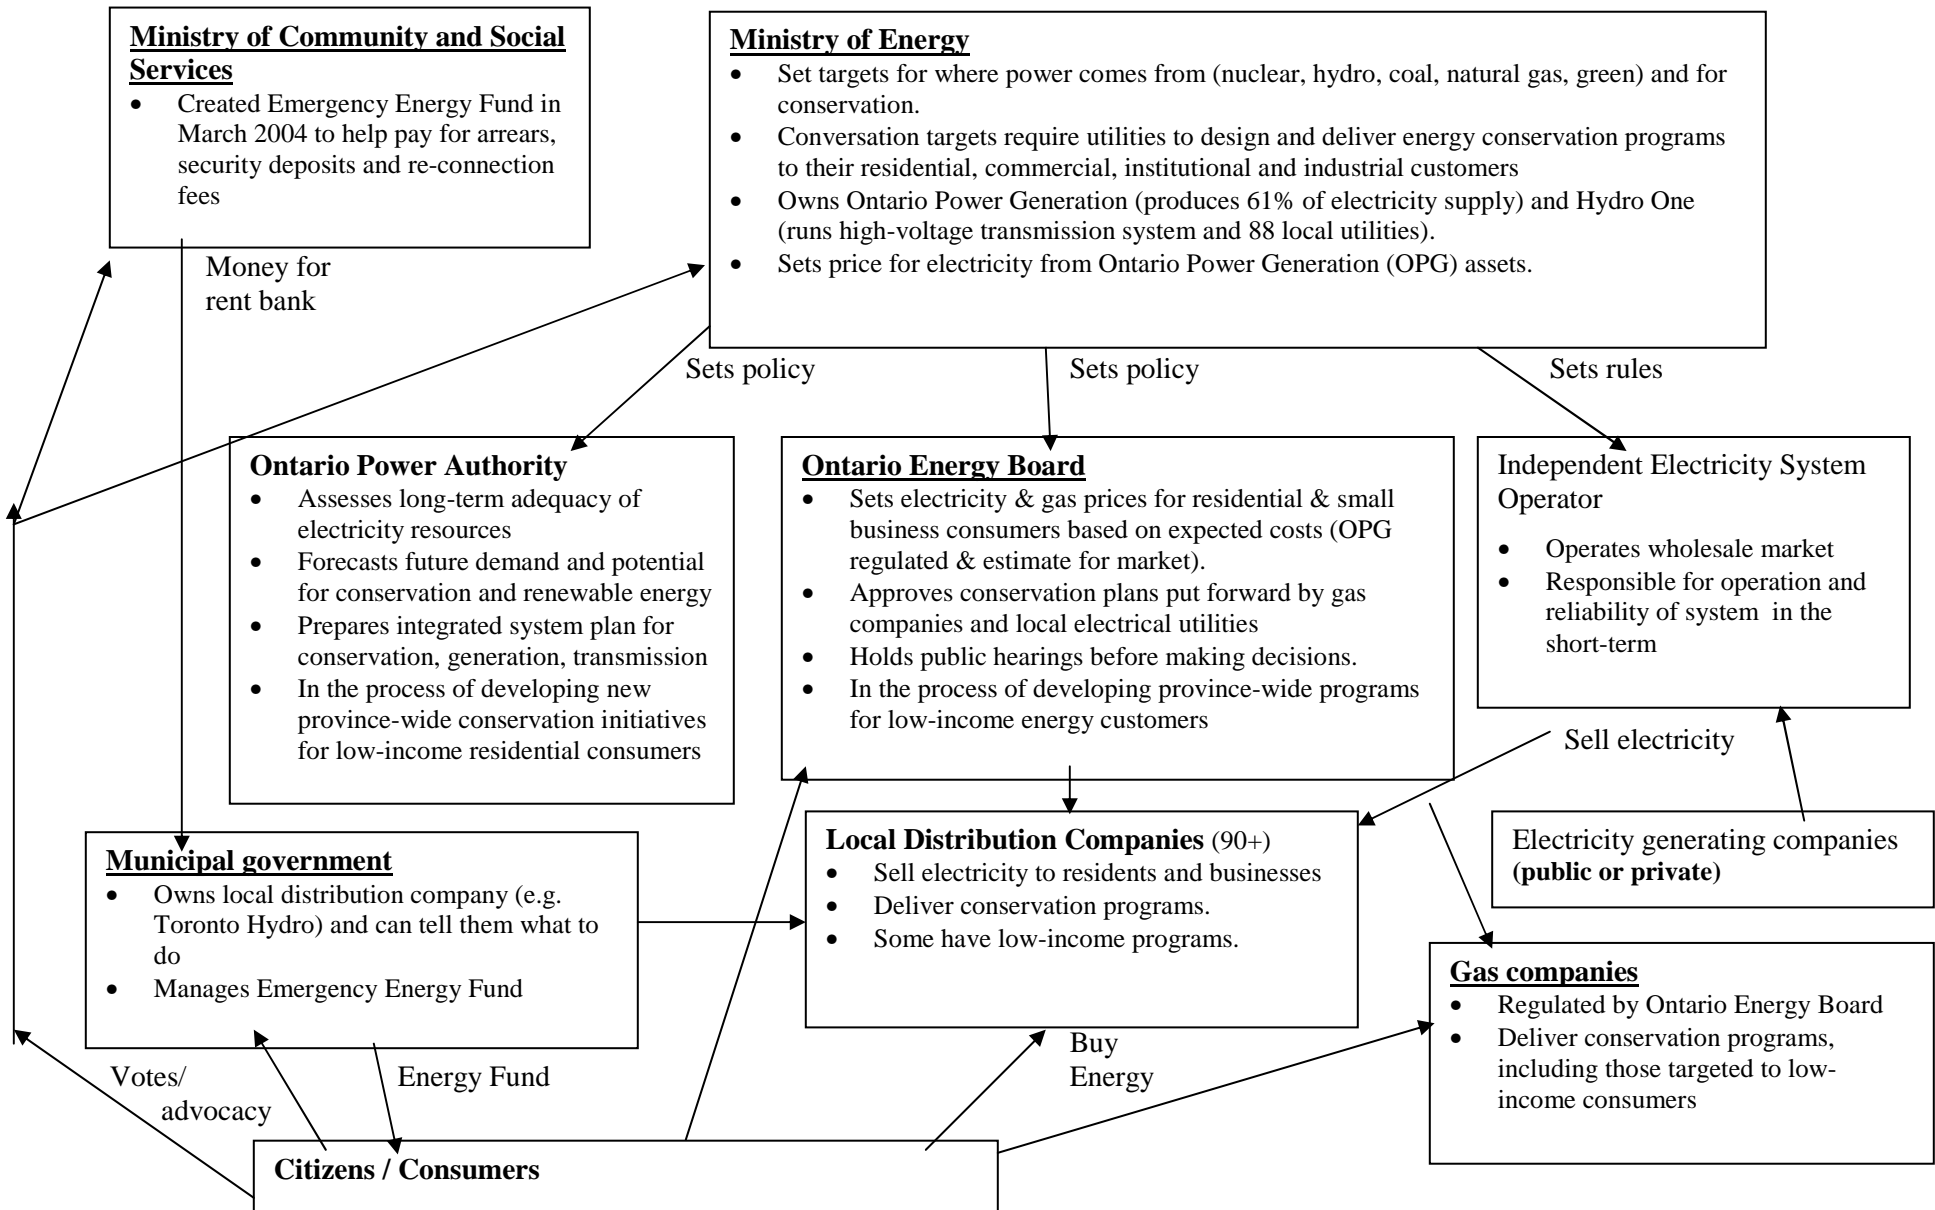 Ministry of Community and Social
Services
• Created Emergency Energy Fund in
March 2004 to help pay for arrears,
security deposits and re-connection
fees
Ministry of Energy
• Set targets for where power comes from (nuclear, hydro, coal, natural gas, green) and for
conservation.
• Conversation targets require utilities to design and deliver energy conservation programs
to their residential, commercial, institutional and industrial customers
• Owns Ontario Power Generation (produces 61% of electricity supply) and Hydro One
(runs high-voltage transmission system and 88 local utilities).
• Sets price for electricity from Ontario Power Generation (OPG) assets.
Money for
rent bank
Sets policy
Sets policy
Sets rules
Ontario Power Authority
• Assesses long-term adequacy of
electricity resources
• Forecasts future demand and potential
for conservation and renewable energy
• Prepares integrated system plan for
conservation, generation, transmission
• In the process of developing new
province-wide conservation initiatives
for low-income residential consumers
Ontario Energy Board
• Sets electricity & gas prices for residential & small
business consumers based on expected costs (OPG
regulated & estimate for market).
• Approves conservation plans put forward by gas
companies and local electrical utilities
• Holds public hearings before making decisions.
• In the process of developing province-wide programs
for low-income energy customers
Independent Electricity System
Operator
• Operates wholesale market
• Responsible for operation and
reliability of system in the
short-term
Sell electricity
Municipal government
• Owns local distribution company (e.g.
Toronto Hydro) and can tell them what to
do
• Manages Emergency Energy Fund
Local Distribution Companies (90+)
• Sell electricity to residents and businesses
• Deliver conservation programs.
• Some have low-income programs.
Electricity generating companies
(public or private)
Gas companies
• Regulated by Ontario Energy Board
• Deliver conservation programs,
including those targeted to low-
income consumers
Votes/
advocacy
Energy Fund
Buy
Energy
Citizens / Consumers